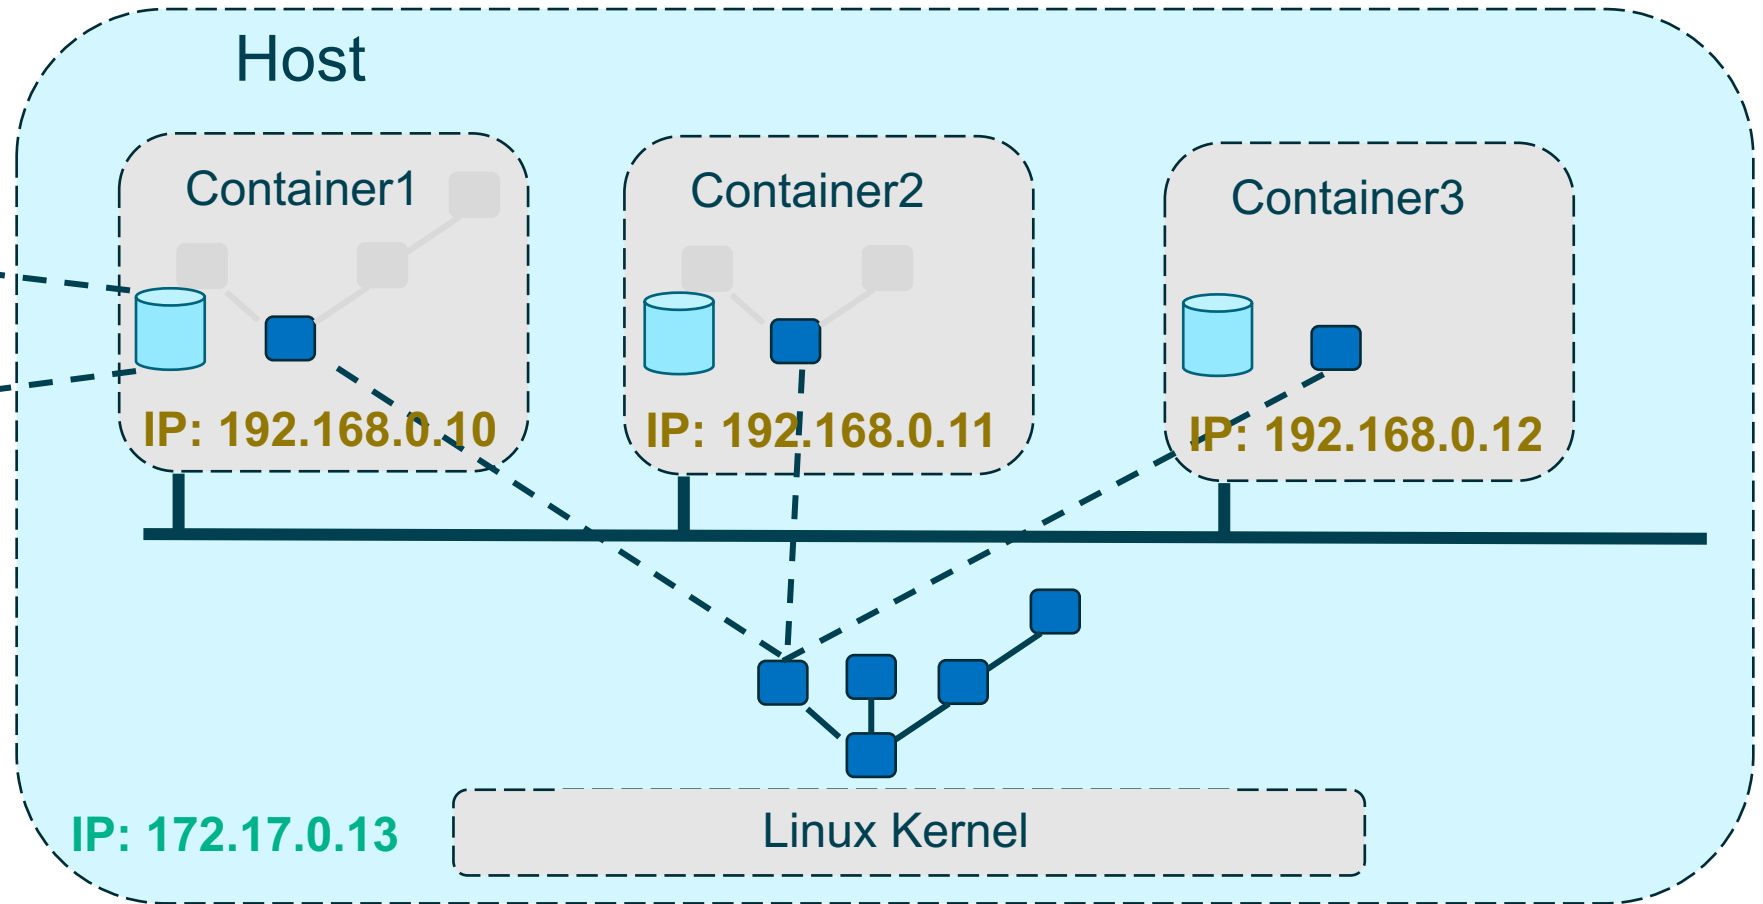 Host
Container1
Container2
Container3
IP: 192.168.0.10
IP: 192.168.0.11
IP: 192.168.0.12
IP: 172.17.0.13
Linux Kernel